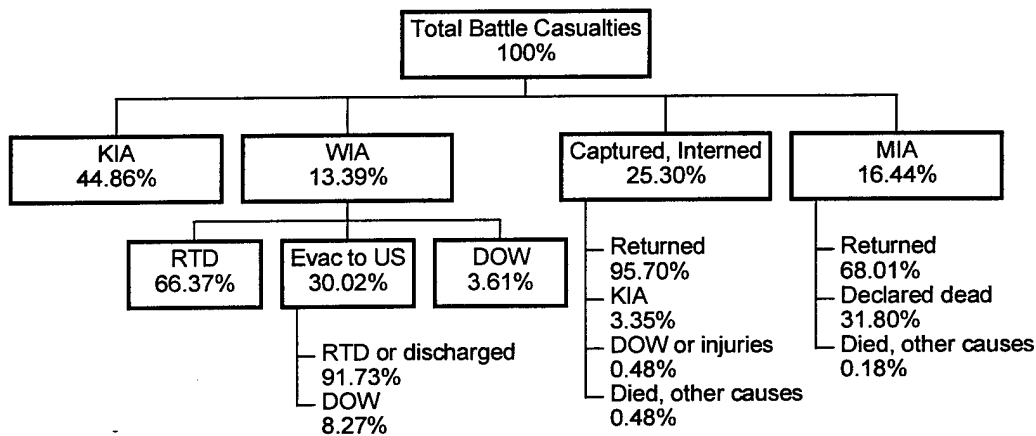 Total Battle Casualties
100%
KIA
44.86%
WIA
13.39%
Captured, Interned
25.30%
MIA
16.44%
RTD
66.37%
Evac to US
30.02%
DOW
3.61%
RTD or discharged
91.73%
DOW
8.27%
Returned
95.70%
KIA
3.35%
DOW or injuries
0.48%
Died, other causes
0.48%
Returned
68.01%
Declared dead
31.80%
Died, other causes
0.18%